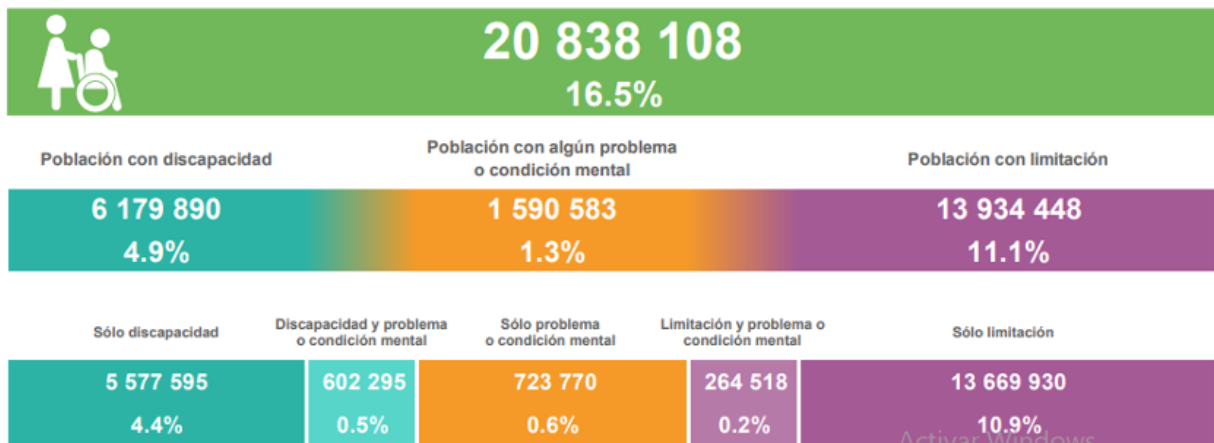 20 838 108
16.5%
Población con discapacidad
Población con algún problema
o condición mental
Población con limitación
6 179 890
1 590 583
13 934 448
4.9%
1.3%
11.1%
Sólo discapacidad
Discapacidad y problema
o condición mental
Sólo problema
o condición mental
Limitación y problema o
condición mental
Sólo limitación
5 577 595
602 295
723 770
264 518
13 669 930
4.4%
0.5%
0.6%
0.2%
10.9%
Activar Windows